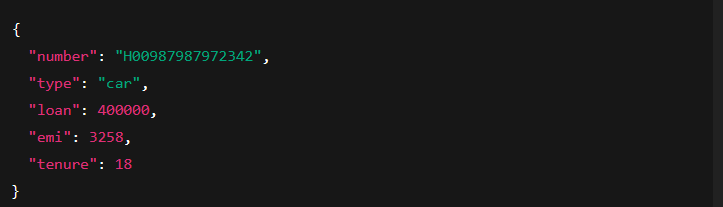 {
"number": "H00987987972342",
"type": "car",
"loan": 400000,
"emi": 3258,
"tenure": 18
}